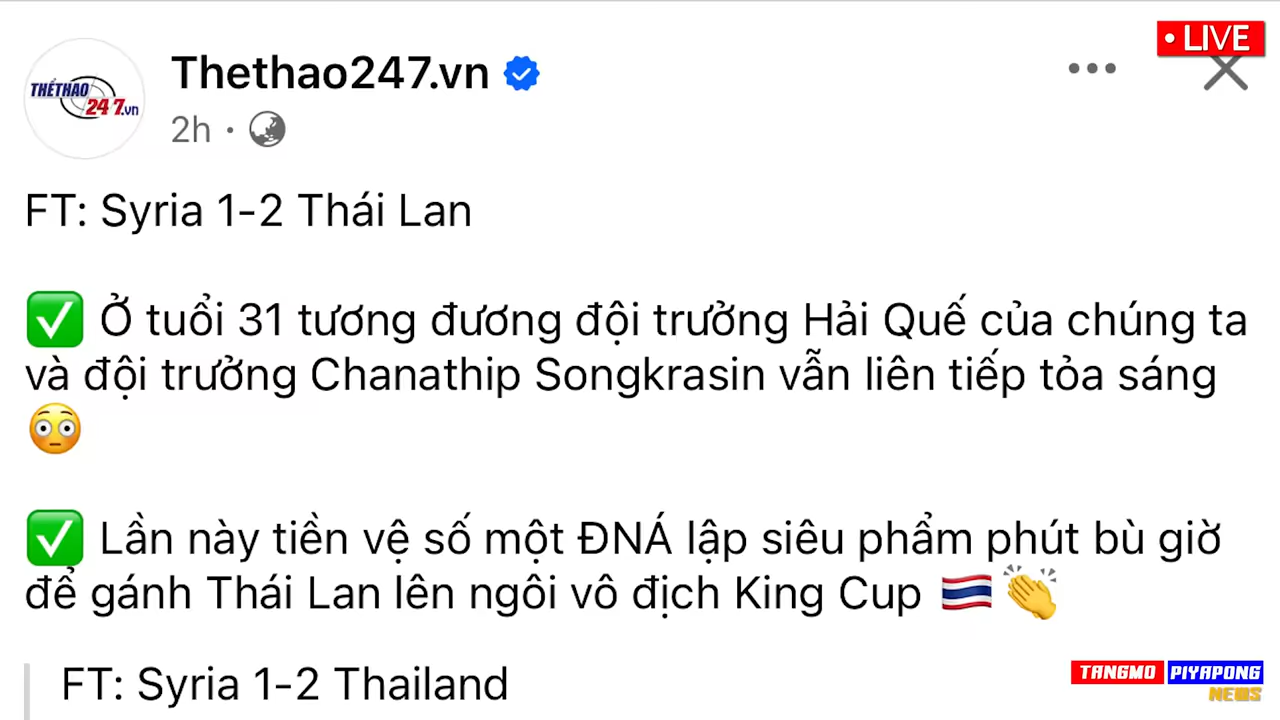 • LIVE
Thethao247.vn
THỂTHAO
247.vn
2h ·
FT: Syria 1-2 Thái Lan
✅ Ở tuổi 31 tương đương đội trưởng Hải Quế của chúng ta
và đội trưởng Chanathip Songkrasin vẫn liên tiếp tỏa sáng
😳
✅ Lần này tiền vệ số một ĐNÁ lập siêu phẩm phút bù giờ
để gánh Thái Lan lên ngôi vô địch King Cup 🇹🇭 👏
FT: Syria 1-2 Thailand
TANGMO PIYAPONG
NEWS